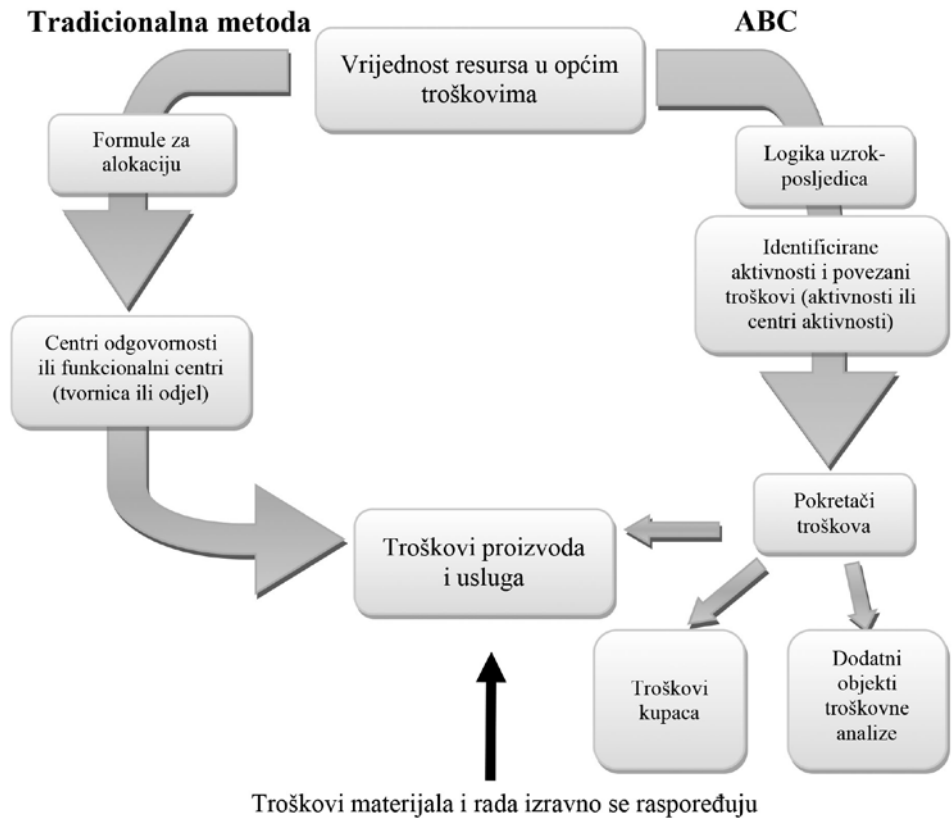 Tradicionalna metoda
ABC
Vrijednost resursa u općim
troškovima
Formule za
alokaciju
Logika uzrok-
posljedica
Identificirane
aktivnosti i povezani
troškovi (aktivnosti ili
centri aktivnosti)
Centri odgovornosti
ili funkcionalni centri
(tvornica ili odjel)
Pokretači
troškova
Troškovi proizvoda
i usluga
Troškovi
kupaca
Dodatni
objekti
troškovne
analize
Troškovi materijala i rada izravno se raspoređuju